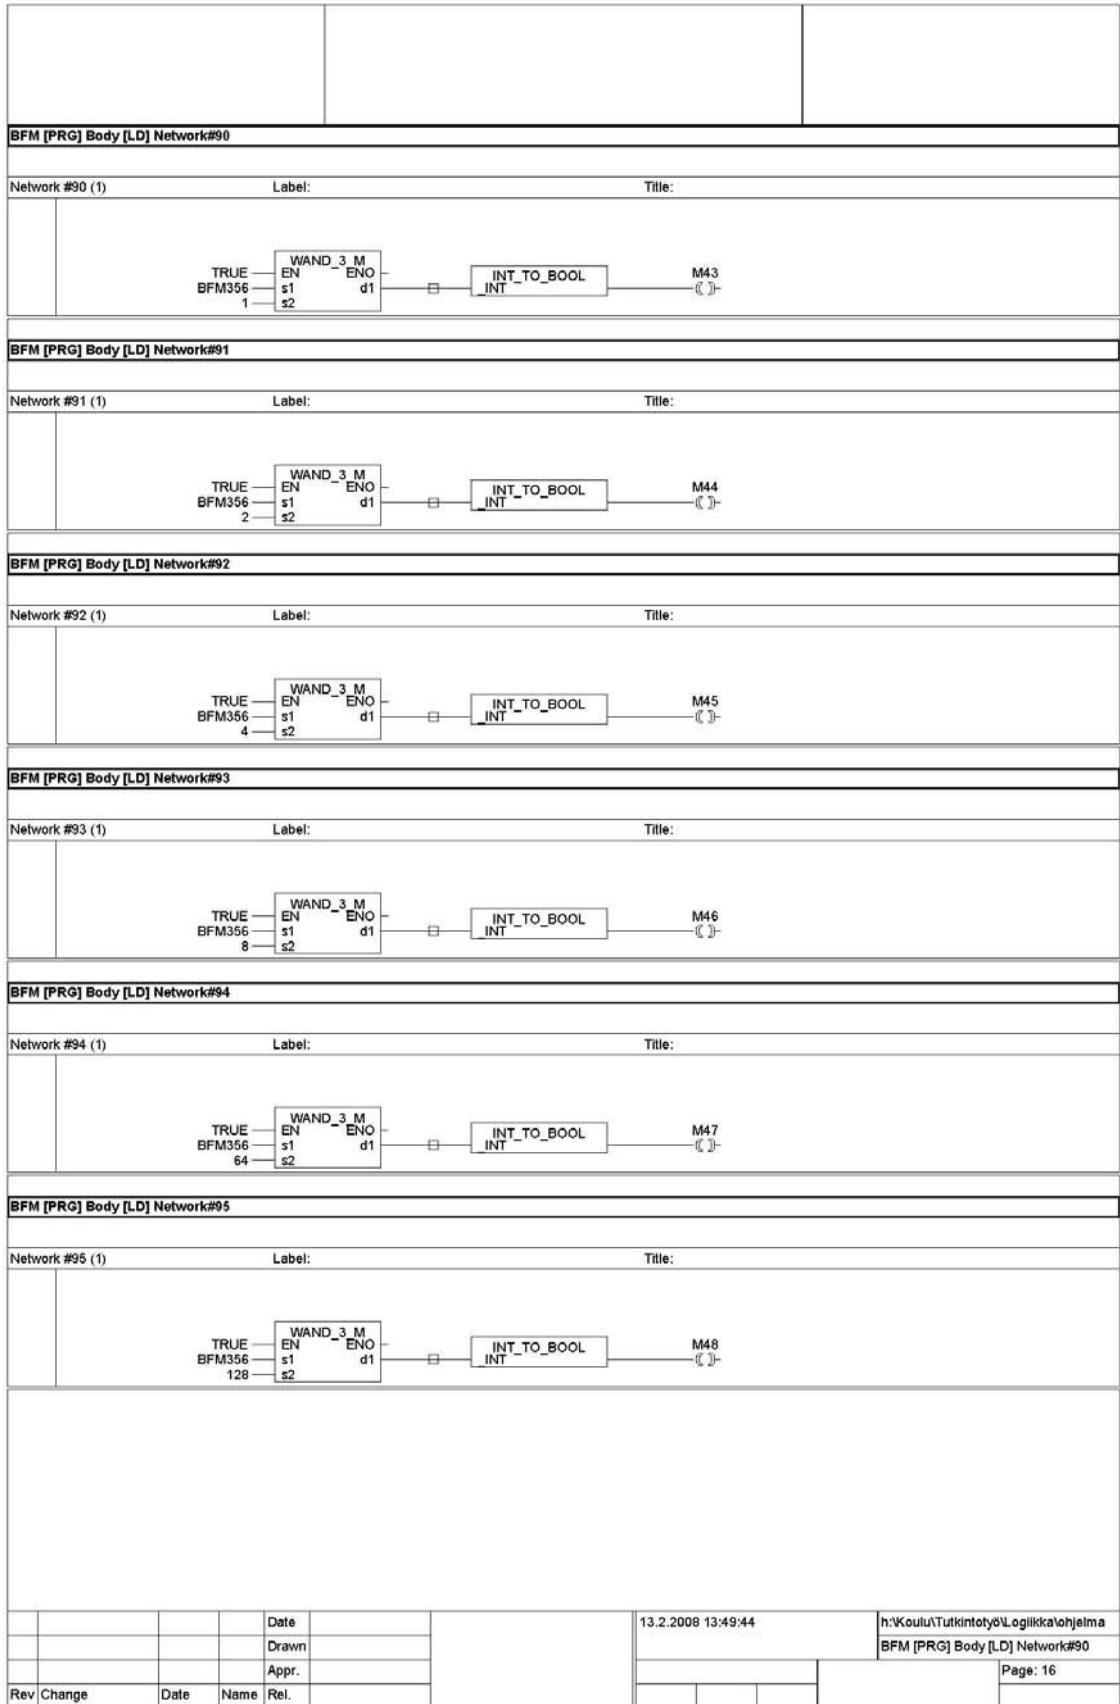 BFM [PRG] Body [LD] Network#90
Network #90 (1) Label: Title:
WAND_3_M
TRUE EN ENO INT_TO_BOOL M43
BFM356 s1 d1 _INT
1 s2
BFM [PRG] Body [LD] Network#91
Network #91 (1) Label: Title:
WAND_3_M
TRUE EN ENO INT_TO_BOOL M44
BFM356 s1 d1 _INT
2 s2
BFM [PRG] Body [LD] Network#92
Network #92 (1) Label: Title:
WAND_3_M
TRUE EN ENO INT_TO_BOOL M45
BFM356 s1 d1 _INT
4 s2
BFM [PRG] Body [LD] Network#93
Network #93 (1) Label: Title:
WAND_3_M
TRUE EN ENO INT_TO_BOOL M46
BFM356 s1 d1 _INT
8 s2
BFM [PRG] Body [LD] Network#94
Network #94 (1) Label: Title:
WAND_3_M
TRUE EN ENO INT_TO_BOOL M47
BFM356 s1 d1 _INT
64 s2
BFM [PRG] Body [LD] Network#95
Network #95 (1) Label: Title:
WAND_3_M
TRUE EN ENO INT_TO_BOOL M48
BFM356 s1 d1 _INT
128 s2
Date 13.2.2008 13:49:44 h:\Koulu\Tutkintotyö\Logiikka\ohjelma
Drawn BFM [PRG] Body [LD] Network#90
Appr. Page: 16
Rev Change Date Name Rel.